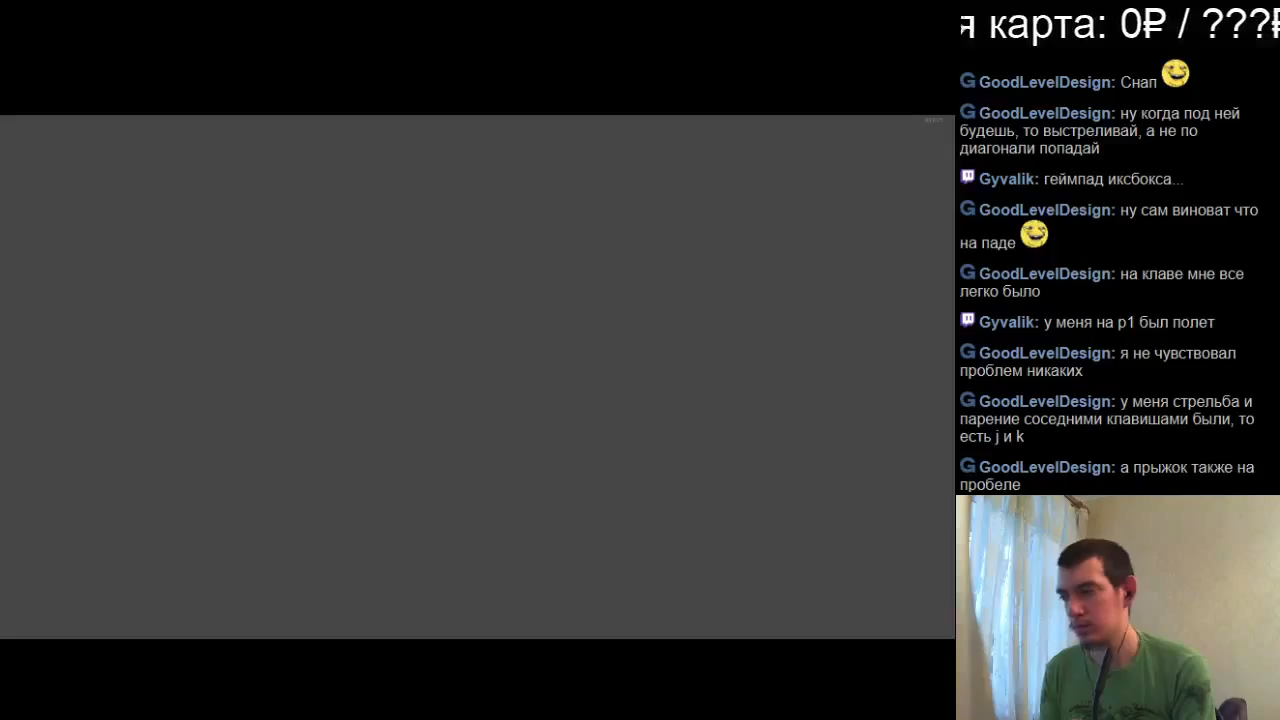 я карта: 0₽ / ???₽
GoodLevelDesign: Снап
GoodLevelDesign: ну когда под ней
будешь, то выстреливай, а не по
диагонали попадай
Gyvalik: геймпад иксбокса...
GoodLevelDesign: ну сам виноват что
на паде
GoodLevelDesign: на клаве мне все
легко было
Gyvalik: у меня на р1 был полет
GoodLevelDesign: я не чувствовал
проблем никаких
GoodLevelDesign: у меня стрельба и
парение соседними клавишами были, то
есть j и k
GoodLevelDesign: а прыжок также на
пробеле